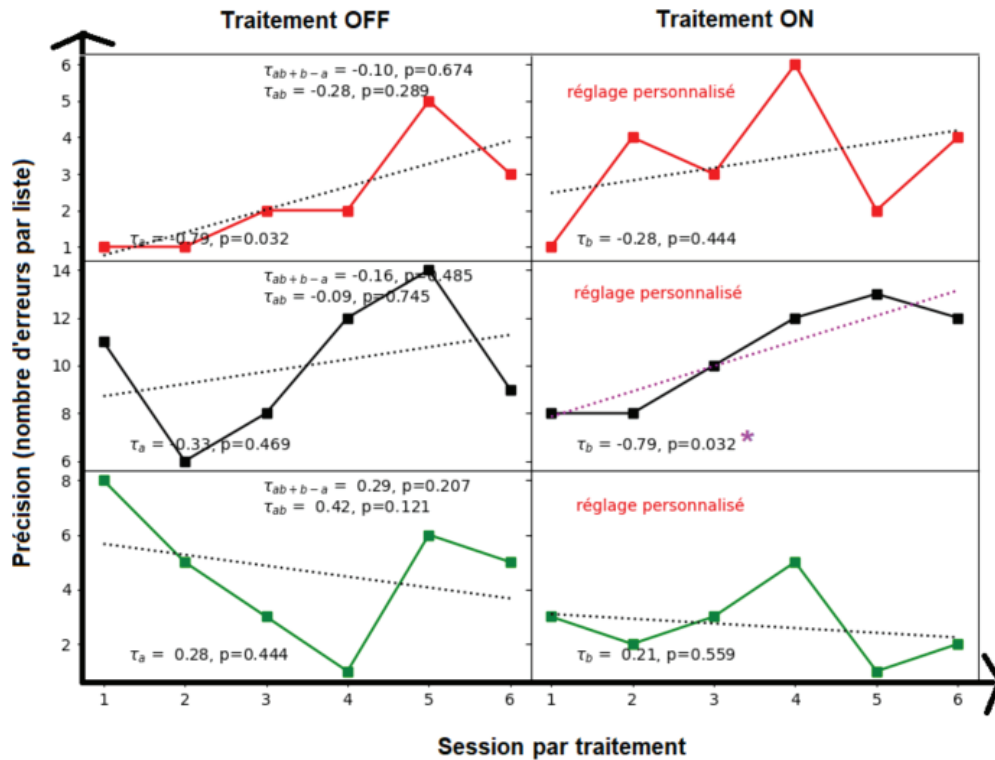 Traitement OFF
Traitement ON
Précision (nombre d'erreurs par liste)
6
5
4
3
2
1
τab+b−a = -0.10, p=0.674
τab = -0.28, p=0.289
τa = -0.79, p=0.032
réglage personnalisé
τb = -0.28, p=0.444
14
12
10
8
6
τab+b−a = -0.16, p=0.485
τab = -0.09, p=0.745
τa = -0.33, p=0.469
réglage personnalisé
τb = -0.79, p=0.032 *
8
6
4
2
τab+b−a = 0.29, p=0.207
τab = 0.42, p=0.121
τa = 0.28, p=0.444
réglage personnalisé
τb = 0.21, p=0.559
1 2 3 4 5 6
1 2 3 4 5 6
Session par traitement